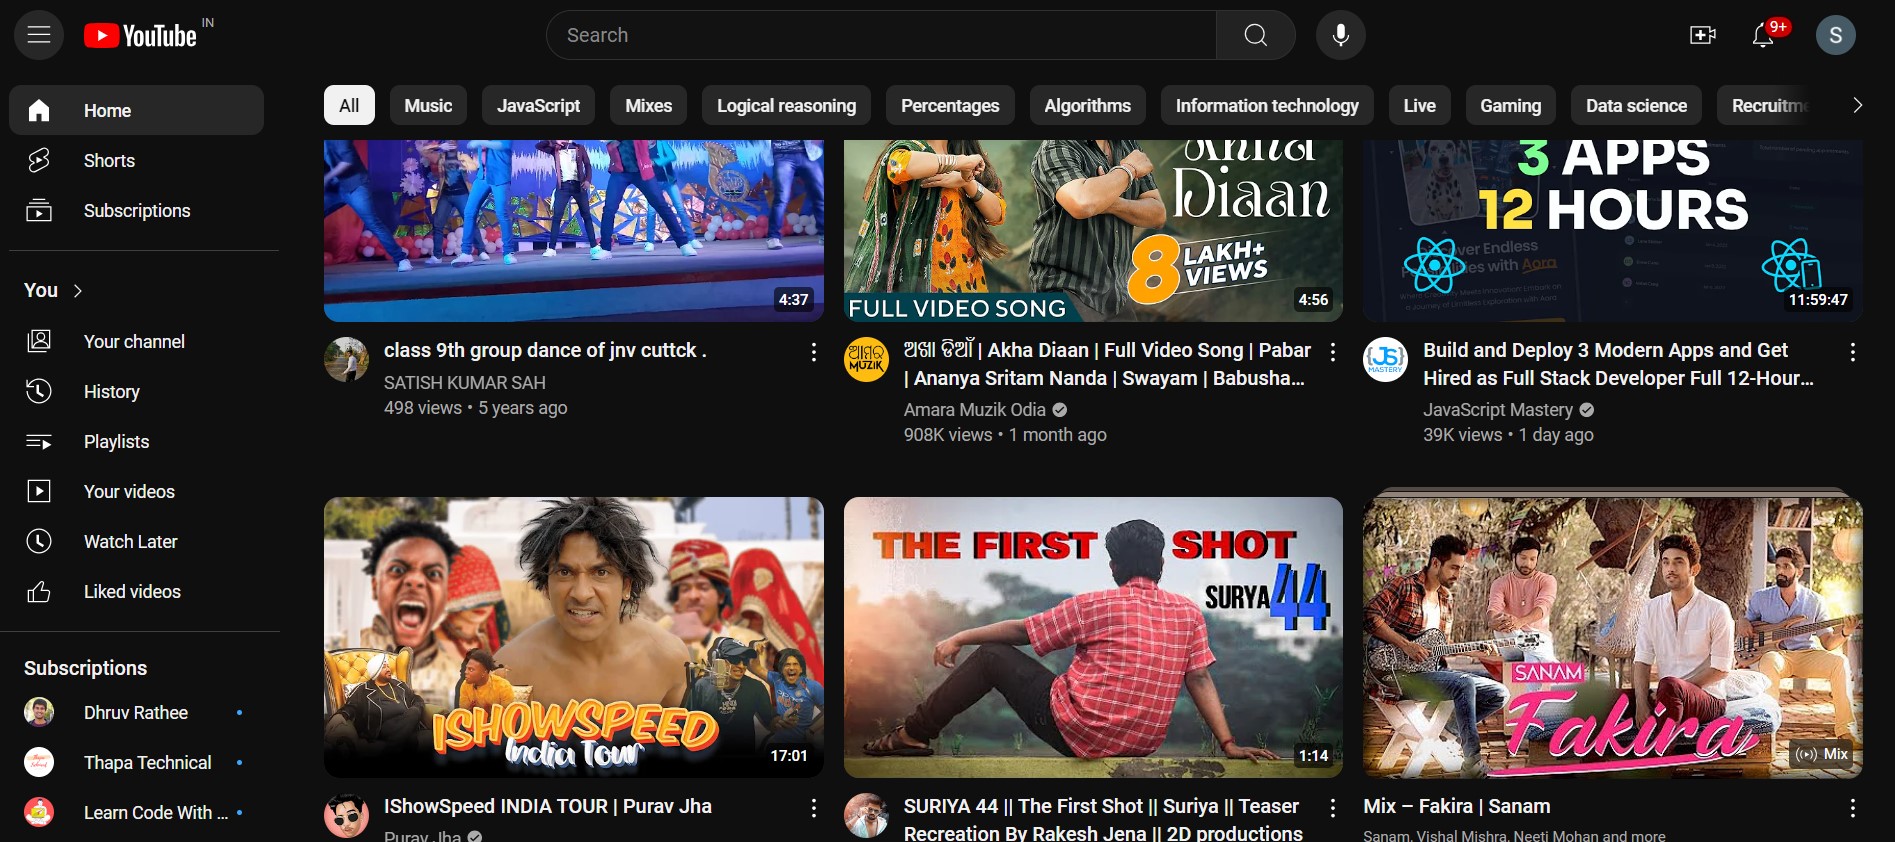 YouTube IN
Search
9+
S
Home
Shorts
Subscriptions
You
Your channel
History
Playlists
Your videos
Watch Later
Liked videos
Subscriptions
Dhruv Rathee
Thapa Technical
Learn Code With ...
All
Music
JavaScript
Mixes
Logical reasoning
Percentages
Algorithms
Information technology
Live
Gaming
Data science
Recruitm
4:37
class 9th group dance of jnv cuttck .
SATISH KUMAR SAH
498 views • 5 years ago
Diaan
8 LAKH+
VIEWS
FULL VIDEO SONG
4:56
ଆମର
MUZIK
ଅଖା ଡିଆଁ | Akha Diaan | Full Video Song | Pabar
| Ananya Sritam Nanda | Swayam | Babusha...
Amara Muzik Odia
908K views • 1 month ago
3 APPS
12 HOURS
11:59:47
{JS}
MASTERY
Build and Deploy 3 Modern Apps and Get
Hired as Full Stack Developer Full 12-Hour...
JavaScript Mastery
39K views • 1 day ago
ISHOWSPEED
India Tour
17:01
IShowSpeed INDIA TOUR | Purav Jha
Purav Jha
THE FIRST SHOT
SURYA 44
1:14
SURIYA 44 || The First Shot || Suriya || Teaser
Recreation By Rakesh Jena || 2D productions
SANAM
Fakira
Mix
Mix – Fakira | Sanam
Sanam, Vishal Mishra, Neeti Mohan and more